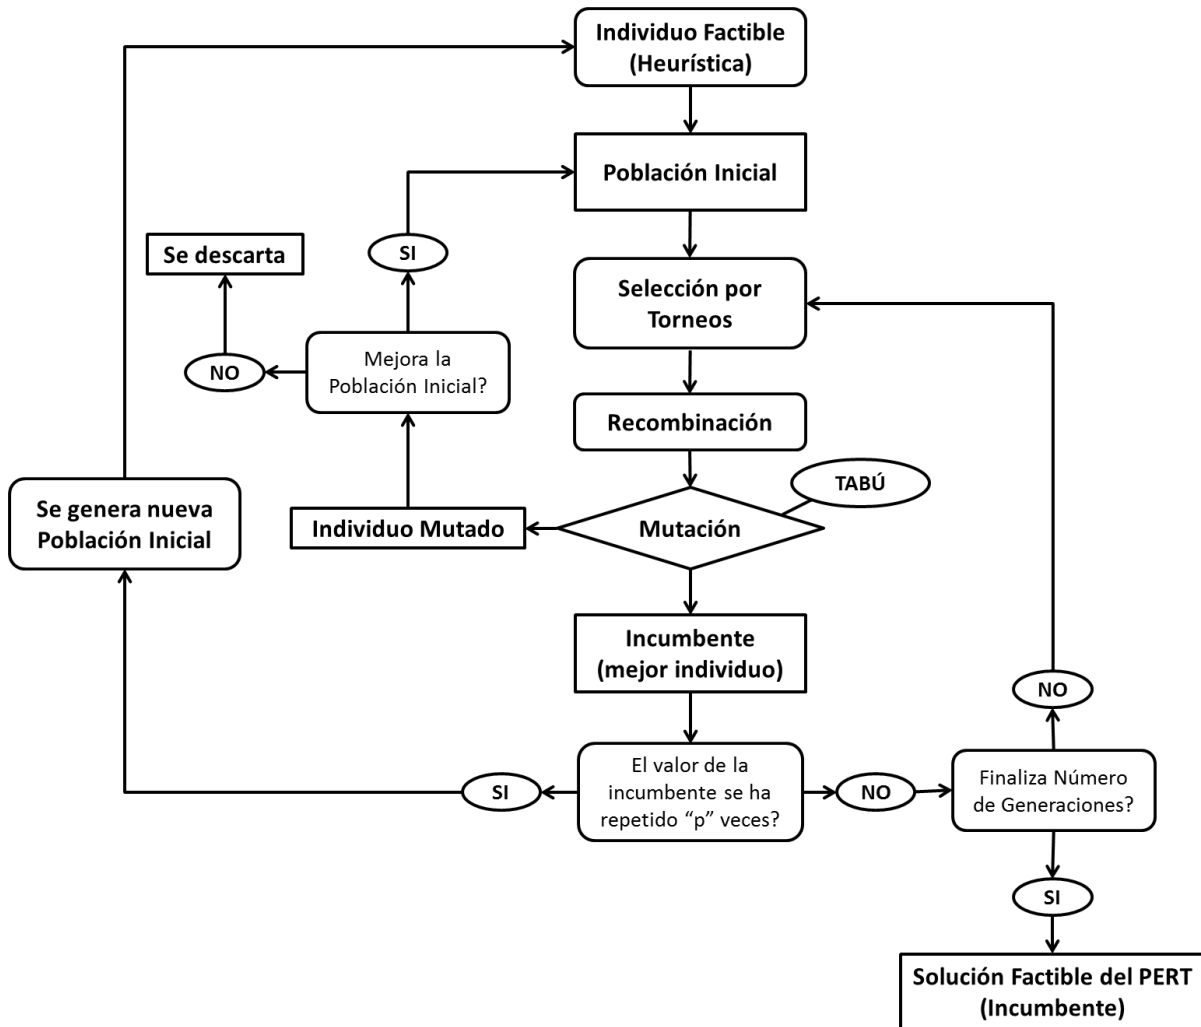 Individuo Factible
(Heurística)
Población Inicial
SI
Se descarta
Selección por
Torneos
Mejora la
Población Inicial?
NO
Recombinación
TABÚ
Se genera nueva
Población Inicial
Individuo Mutado
Mutación
Incumbente
(mejor individuo)
NO
El valor de la
incumbente se ha
repetido “p” veces?
SI
NO
Finaliza Número
de Generaciones?
SI
Solución Factible del PERT
(Incumbente)